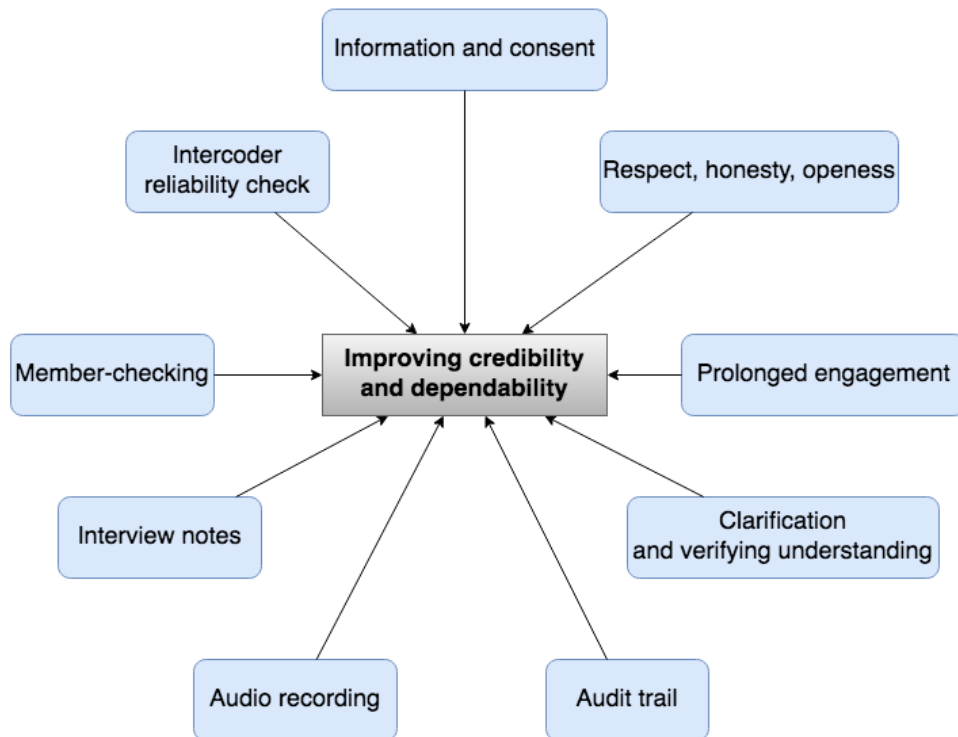 Information and consent
Intercoder
reliability check
Respect, honesty, openess
Improving credibility
and dependability
Member-checking
Prolonged engagement
Interview notes
Clarification
and verifying understanding
Audio recording
Audit trail